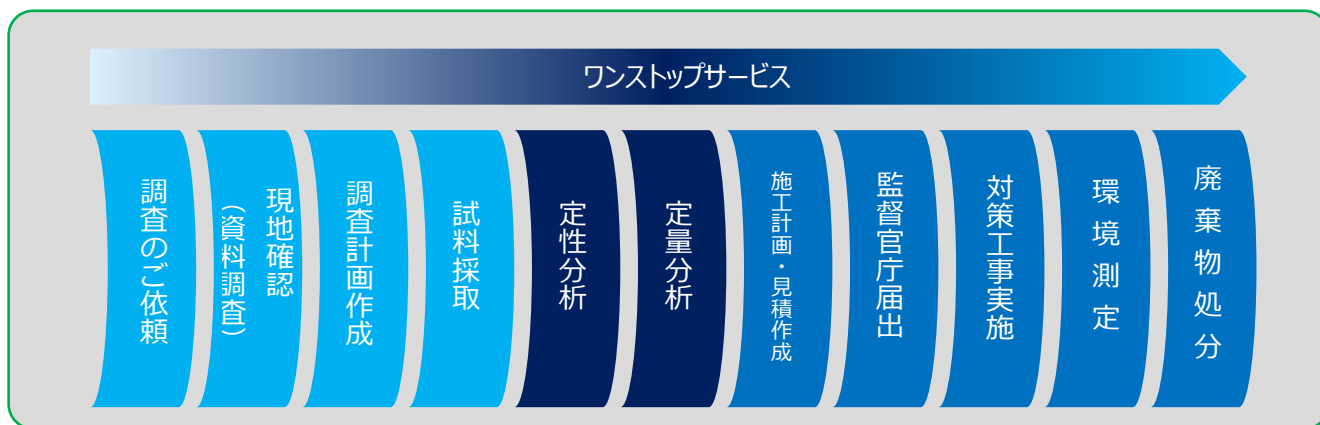 ワンストップサービス
調査のご依頼
現地確認
（資料調査）
調査計画作成
試料採取
定性分析
定量分析
施工計画・見積作成
監督官庁届出
対策工事実施
環境測定
廃棄物処分